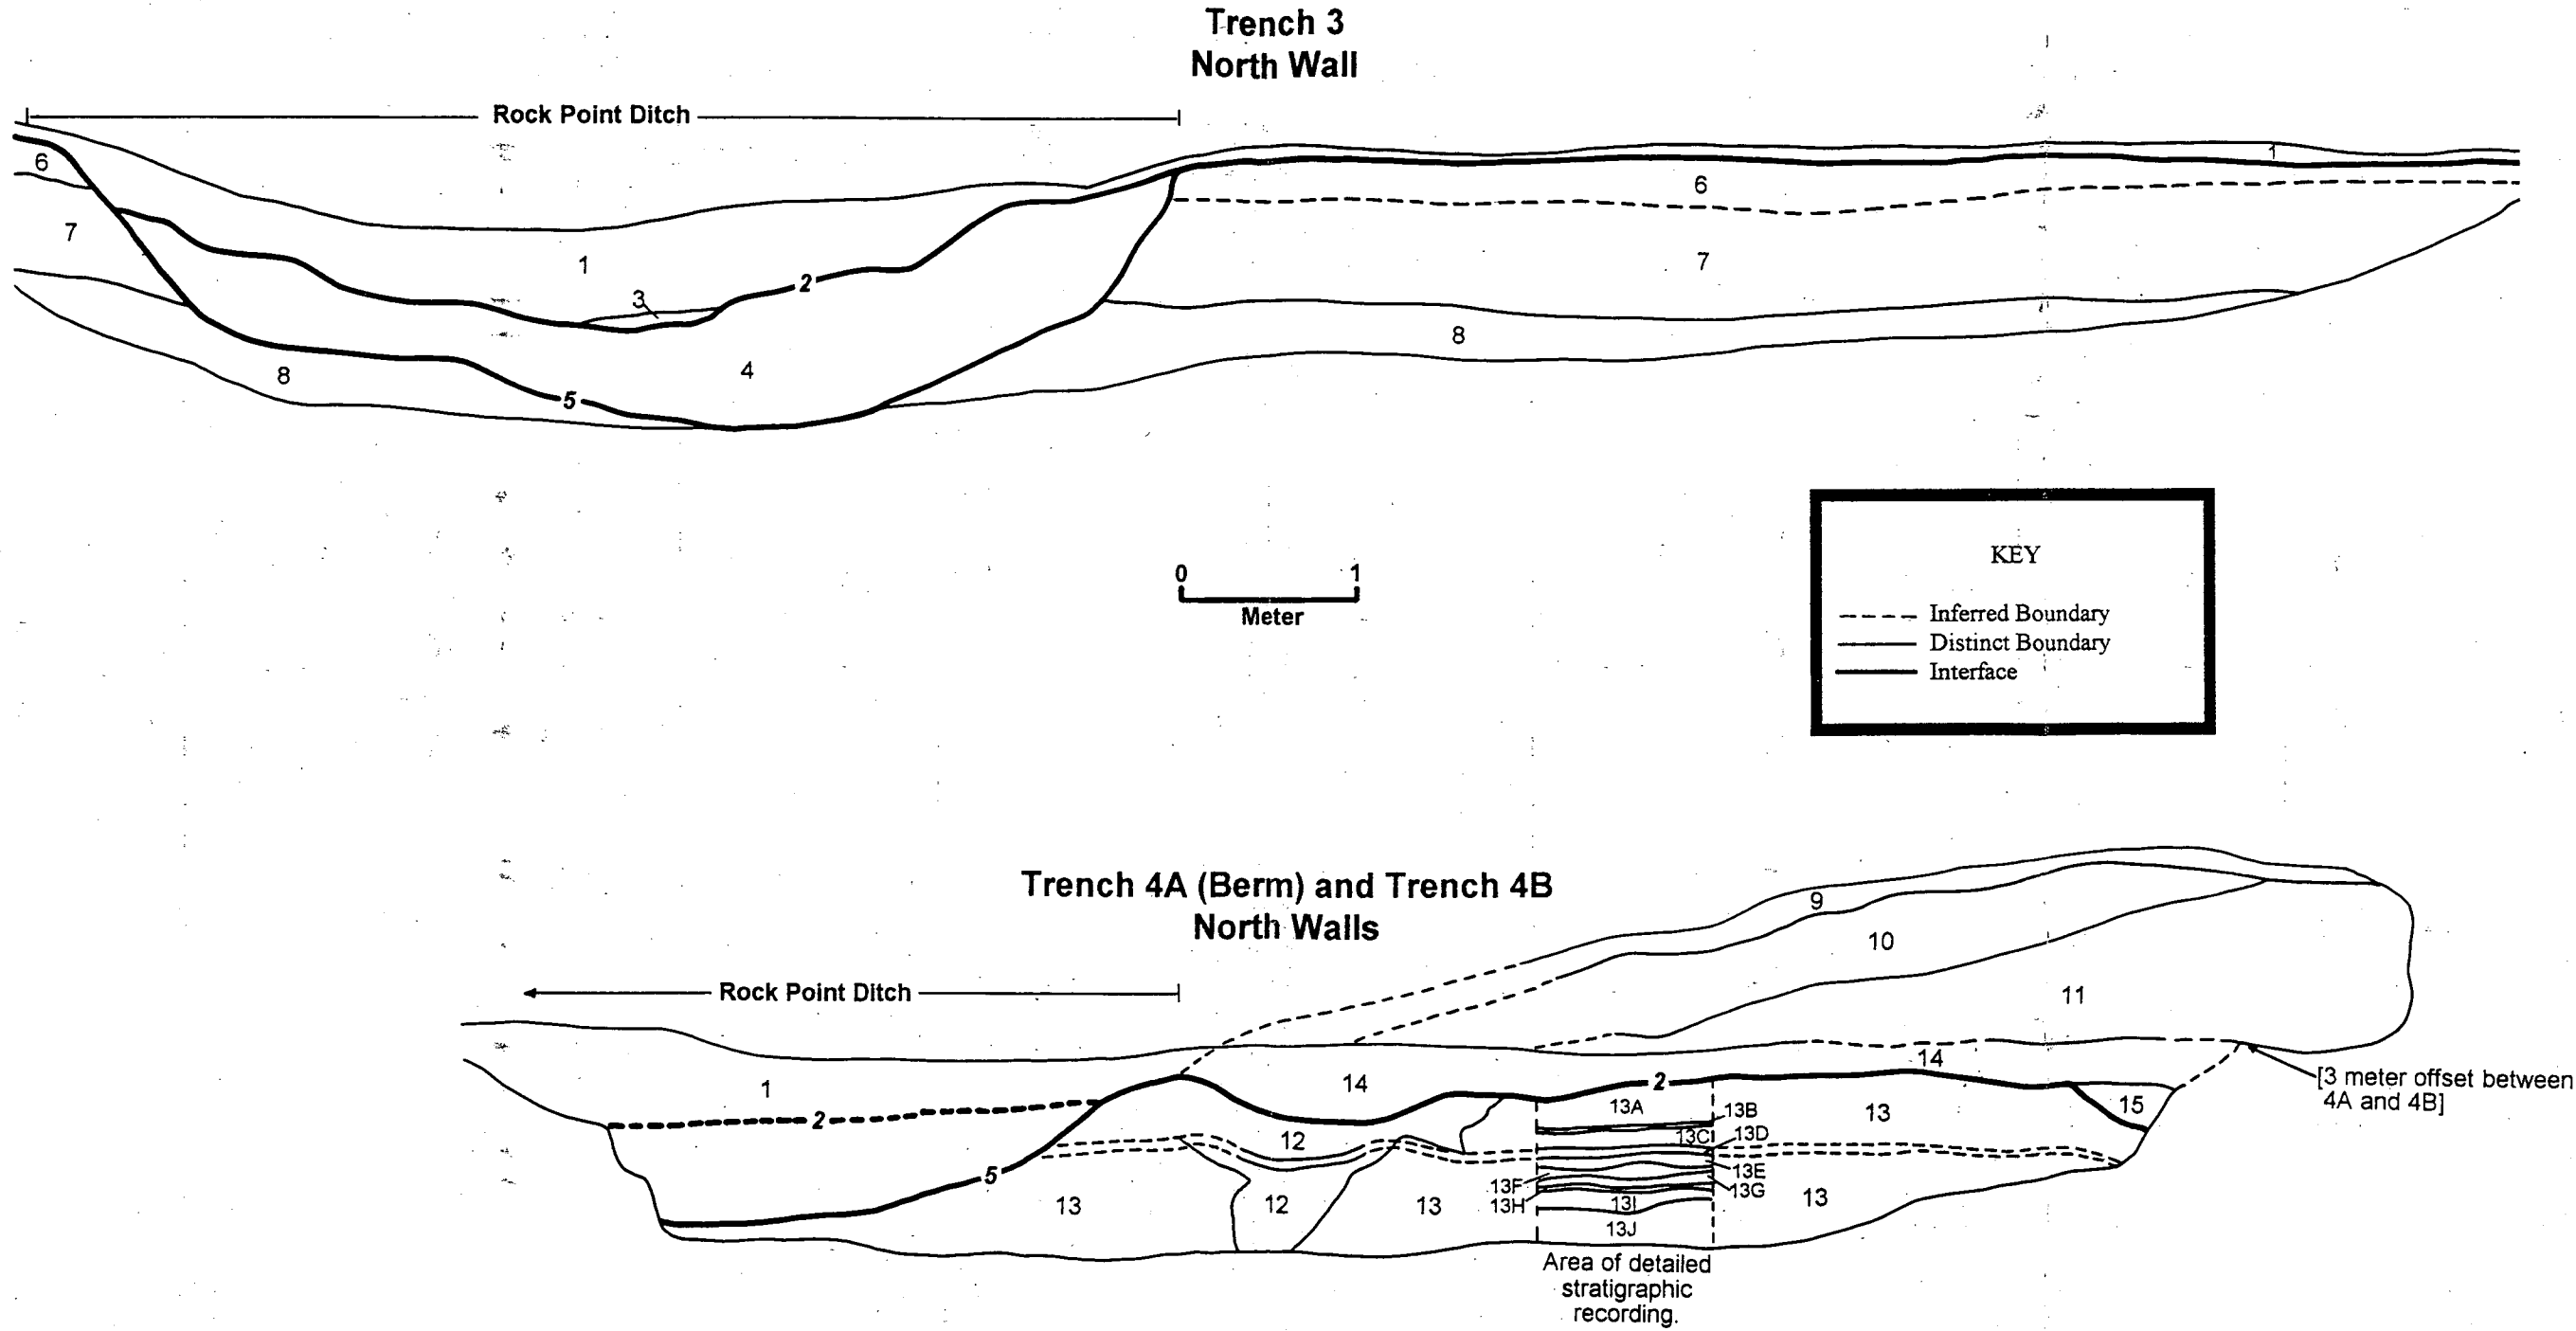 Trench 3
North Wall
Rock Point Ditch
6
1
6
7
1
7
2
3
8
4
8
5
KEY
0 1
Meter
Inferred Boundary
Distinct Boundary
Interface
Trench 4A (Berm) and Trench 4B
North Walls
9
10
Rock Point Ditch
11
14
[3 meter offset between
4A and 4B]
1
14
2
13A
13B
13
15
2
12
13C
13D
13E
5
13F
13G
13
12
13
13H
13I
13
13J
Area of detailed
stratigraphic
recording.